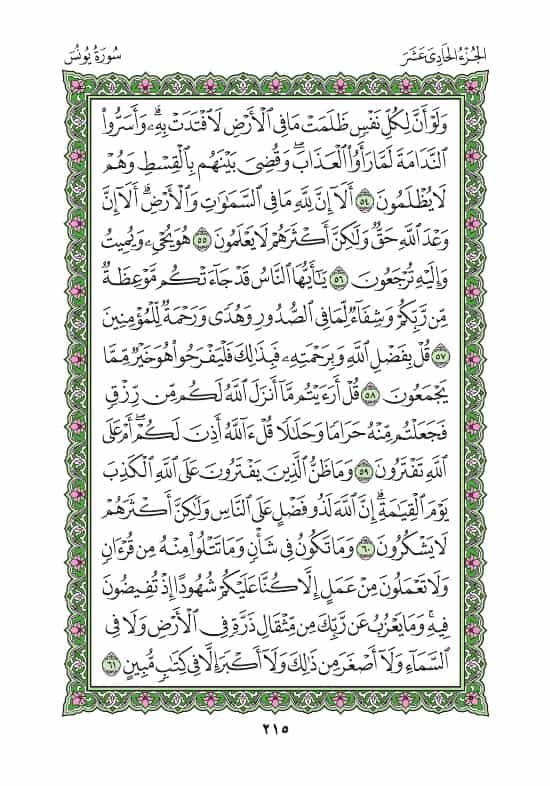 الجُزْءُ الحَادِيَ عَشَرَ
سُورَةُ يُونُسَ
وَلَوْ أَنَّ لِكُلِّ نَفْسٍ ظَلَمَتْ مَا فِي ٱلْأَرْضِ لَٱفْتَدَتْ بِهِۦۗ وَأَسَرُّوا۟
ٱلنَّدَامَةَ لَمَّا رَأَوُا۟ ٱلْعَذَابَۖ وَقُضِىَ بَيْنَهُم بِٱلْقِسْطِ وَهُمْ
لَا يُظْلَمُونَ ٥٤ أَلَآ إِنَّ لِلَّهِ مَا فِي ٱلسَّمَٰوَٰتِ وَٱلْأَرْضِۗ أَلَآ إِنَّ
وَعْدَ ٱللَّهِ حَقٌّ وَلَٰكِنَّ أَكْثَرَهُمْ لَا يَعْلَمُونَ ٥٥ هُوَ يُحْىِۦ وَيُمِيتُ
وَإِلَيْهِ تُرْجَعُونَ ٥٦ يَٰٓأَيُّهَا ٱلنَّاسُ قَدْ جَآءَتْكُم مَّوْعِظَةٌ
مِّن رَّبِّكُمْ وَشِفَآءٌ لِّمَا فِي ٱلصُّدُورِ وَهُدًى وَرَحْمَةٌ لِّلْمُؤْمِنِينَ
٥٧ قُلْ بِفَضْلِ ٱللَّهِ وَبِرَحْمَتِهِۦ فَبِذَٰلِكَ فَلْيَفْرَحُوا۟ هُوَ خَيْرٌ مِّمَّا
يَجْمَعُونَ ٥٨ قُلْ أَرَءَيْتُم مَّآ أَنزَلَ ٱللَّهُ لَكُم مِّن رِّزْقٍ
فَجَعَلْتُم مِّنْهُ حَرَامًا وَحَلَٰلًا قُلْ ءَآللَّهُ أَذِنَ لَكُمْۖ أَمْ عَلَى
ٱللَّهِ تَفْتَرُونَ ٥٩ وَمَا ظَنُّ ٱلَّذِينَ يَفْتَرُونَ عَلَى ٱللَّهِ ٱلْكَذِبَ
يَوْمَ ٱلْقِيَٰمَةِۗ إِنَّ ٱللَّهَ لَذُو فَضْلٍ عَلَى ٱلنَّاسِ وَلَٰكِنَّ أَكْثَرَهُمْ
لَا يَشْكُرُونَ ٦٠ وَمَا تَكُونُ فِي شَأْنٍ وَمَا تَتْلُوا۟ مِنْهُ مِن قُرْءَانٍ
وَلَا تَعْمَلُونَ مِنْ عَمَلٍ إِلَّا كُنَّا عَلَيْكُمْ شُهُودًا إِذْ تُفِيضُونَ
فِيهِۚ وَمَا يَعْزُبُ عَن رَّبِّكَ مِن مِّثْقَالِ ذَرَّةٍ فِي ٱلْأَرْضِ وَلَا فِي
ٱلسَّمَآءِ وَلَآ أَصْغَرَ مِن ذَٰلِكَ وَلَآ أَكْبَرَ إِلَّا فِي كِتَٰبٍ مُّبِينٍ ٦١
٢١٥